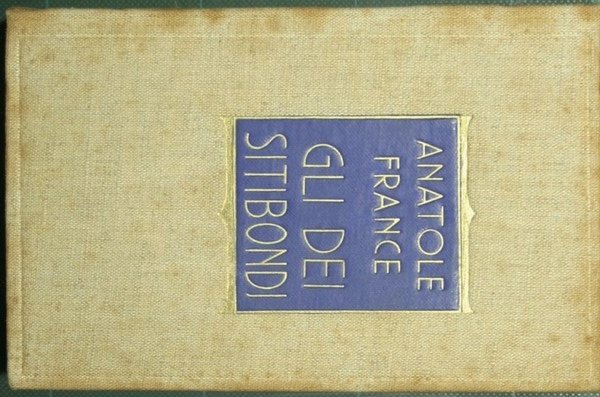 ANATOLE
FRANCE
GLI DEI
SITIBONDI